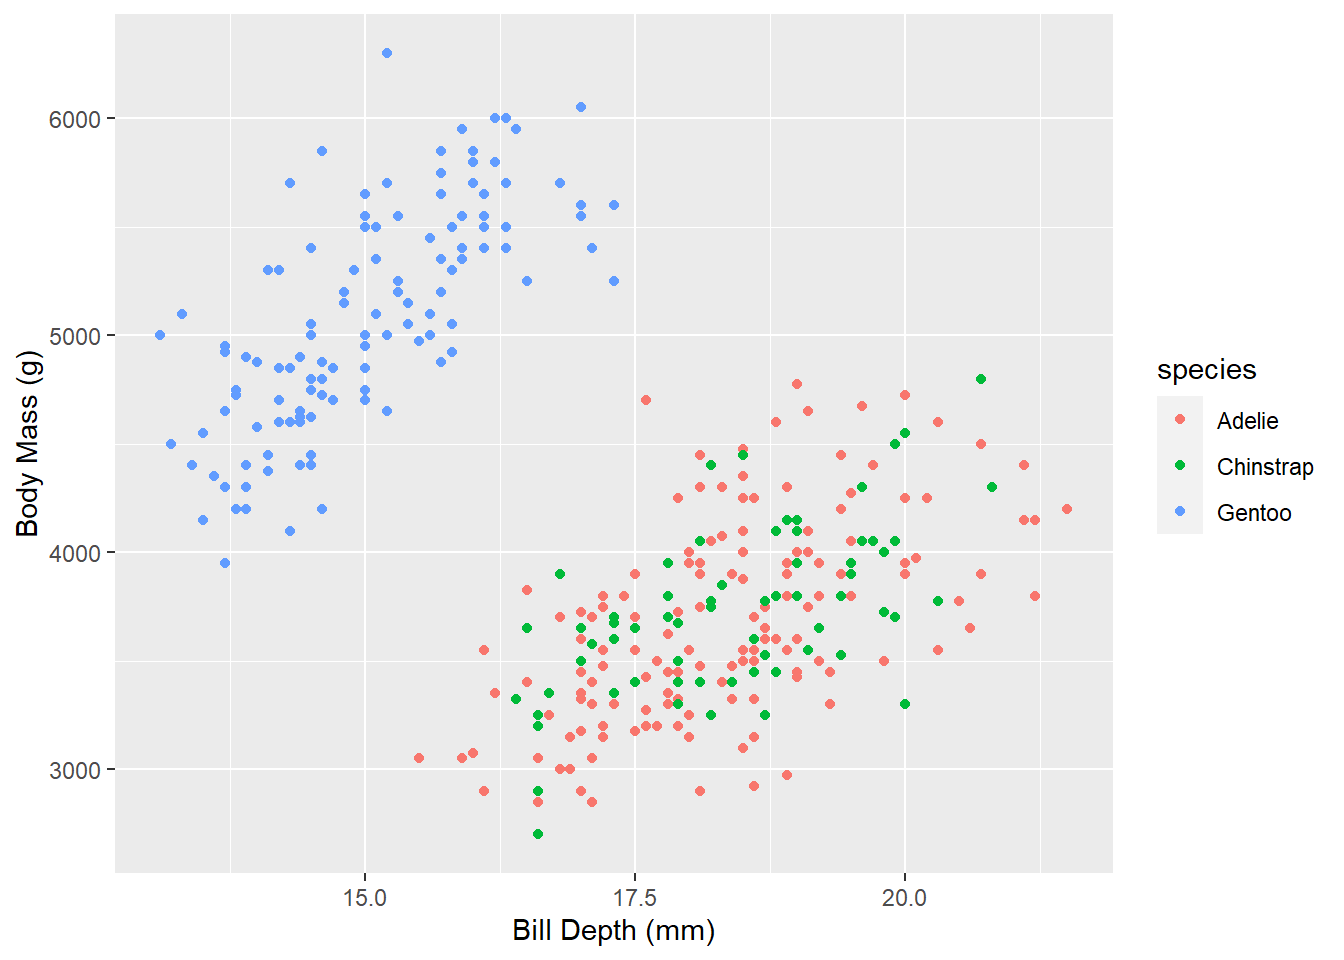 6000
5000
4000
3000
Body Mass (g)
15.0
17.5
20.0
Bill Depth (mm)
species
Adelie
Chinstrap
Gentoo